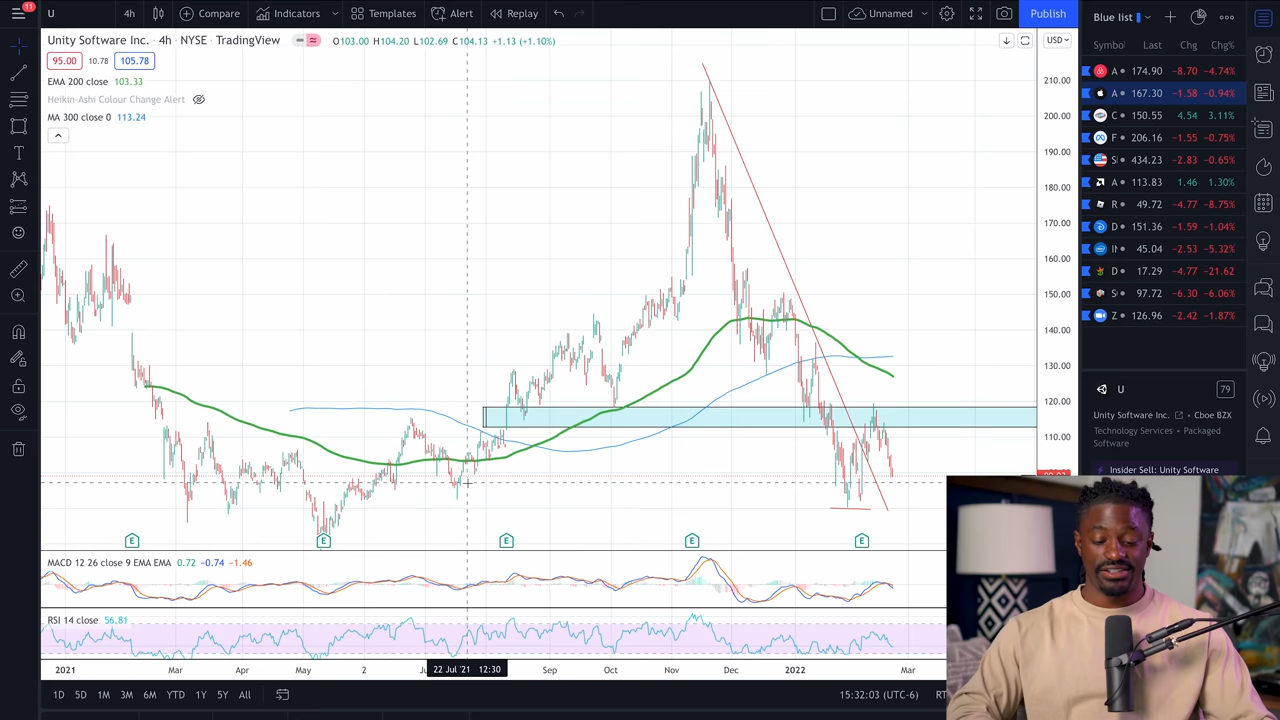 11
U
4h
Compare
Indicators
Templates
Alert
Replay
Unnamed
Publish
Blue list
Unity Software Inc. · 4h · NYSE · TradingView
O103.00 H104.20 L102.69 C104.13 +1.13 (+1.10%)
USD
95.00 10.78 105.78
EMA 200 close 103.33
Heikin-Ashi Colour Change Alert
MA 300 close 0 113.24
210.00
200.00
190.00
180.00
170.00
160.00
150.00
140.00
130.00
120.00
110.00
Symbo Last Chg Chg%
A 174.90 −8.70 −4.74%
A 167.30 −1.58 −0.94%
C 150.55 4.54 3.11%
F 206.16 −1.55 −0.75%
S 434.23 −2.83 −0.65%
A 113.83 1.46 1.30%
R 49.72 −4.77 −8.75%
D 151.36 −1.59 −1.04%
45.04 −2.53 −5.32%
D 17.29 −4.77 −21.62
S 97.72 −6.30 −6.06%
Z 126.96 −2.42 −1.87%
U
79
Unity Software Inc. • Cboe BZX
Technology Services • Packaged
Software
Insider Sell: Unity Software
E E E E E
MACD 12 26 close 9 EMA EMA 0.72 −0.74 −1.46
RSI 14 close 56.81
2021 Mar Apr May 2 22 Jul '21 12:30 Sep Oct Nov Dec 2022 Mar
1D 5D 1M 3M 6M YTD 1Y 5Y All
15:32:03 (UTC-6)